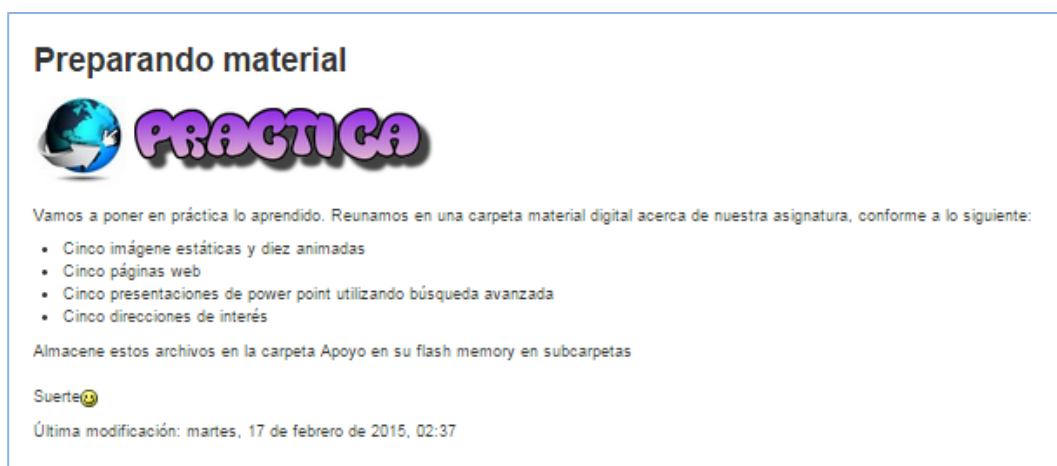 Preparando material
PRACTICA
Vamos a poner en práctica lo aprendido. Reunamos en una carpeta material digital acerca de nuestra asignatura, conforme a lo siguiente:
• Cinco imágene estáticas y diez animadas
• Cinco páginas web
• Cinco presentaciones de power point utilizando búsqueda avanzada
• Cinco direcciones de interés
Almacene estos archivos en la carpeta Apoyo en su flash memory en subcarpetas
Suerte
Última modificación: martes, 17 de febrero de 2015, 02:37